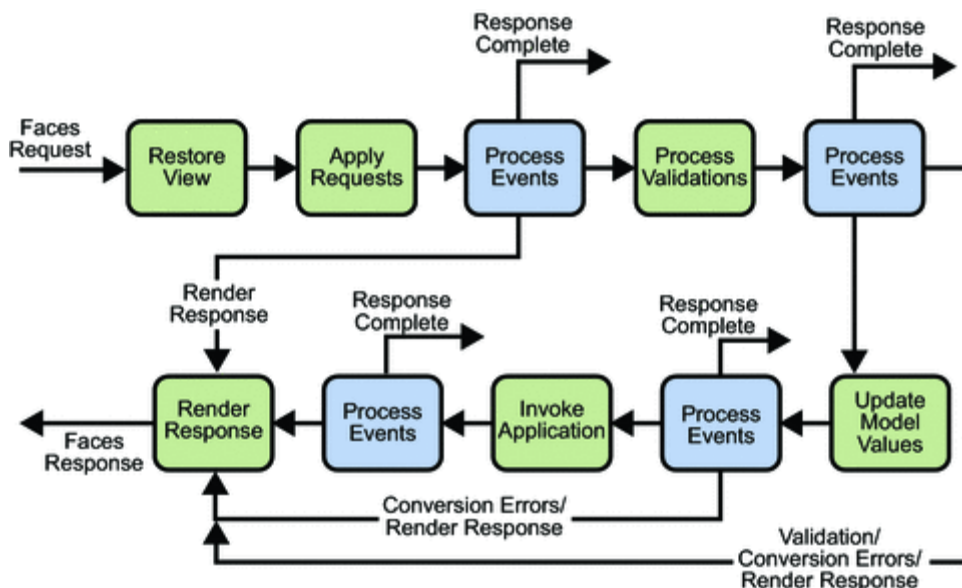 Response
Complete
Response
Complete
Faces
Request
Restore
View
Apply
Requests
Process
Events
Process
Validations
Process
Events
Render
Response
Response
Complete
Response
Complete
Render
Response
Process
Events
Invoke
Application
Process
Events
Update
Model
Values
Faces
Response
Conversion Errors/
Render Response
Validation/
Conversion Errors/
Render Response